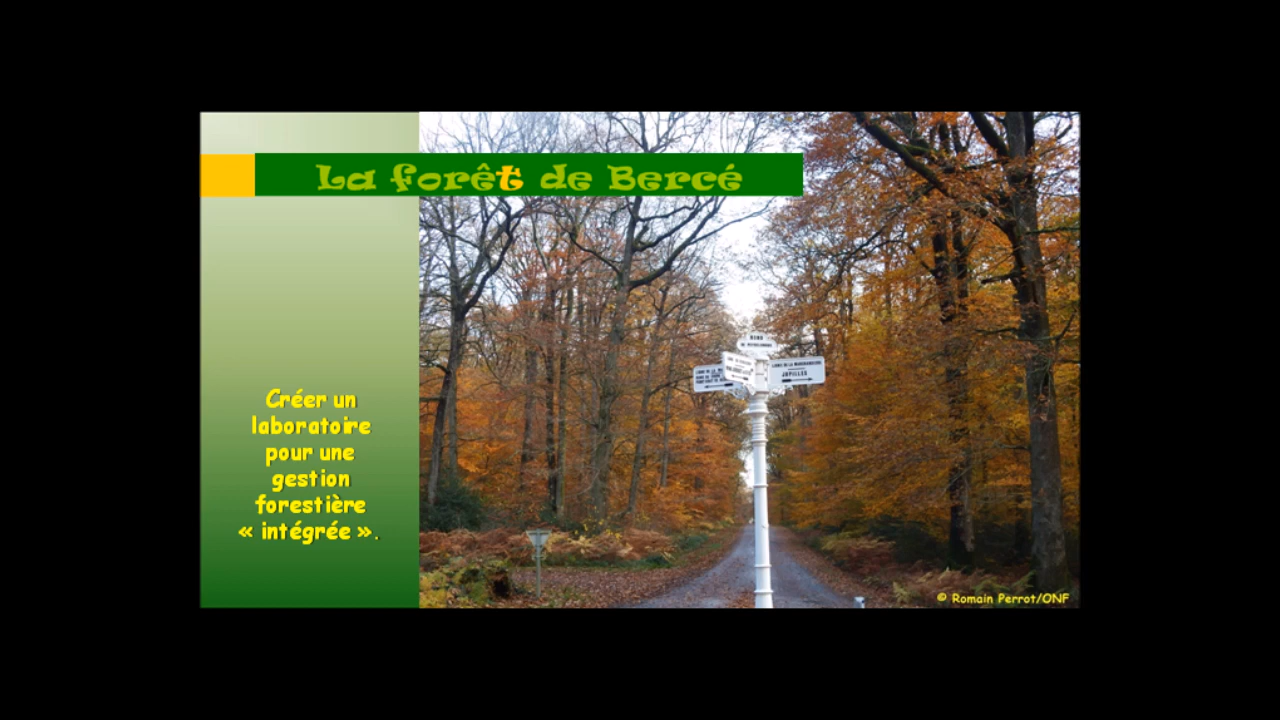 La forêt de Bercé
Créer un
laboratoire
pour une
gestion
forestière
« intégrée ».
JUPILLES
© Romain Perrot/ONF